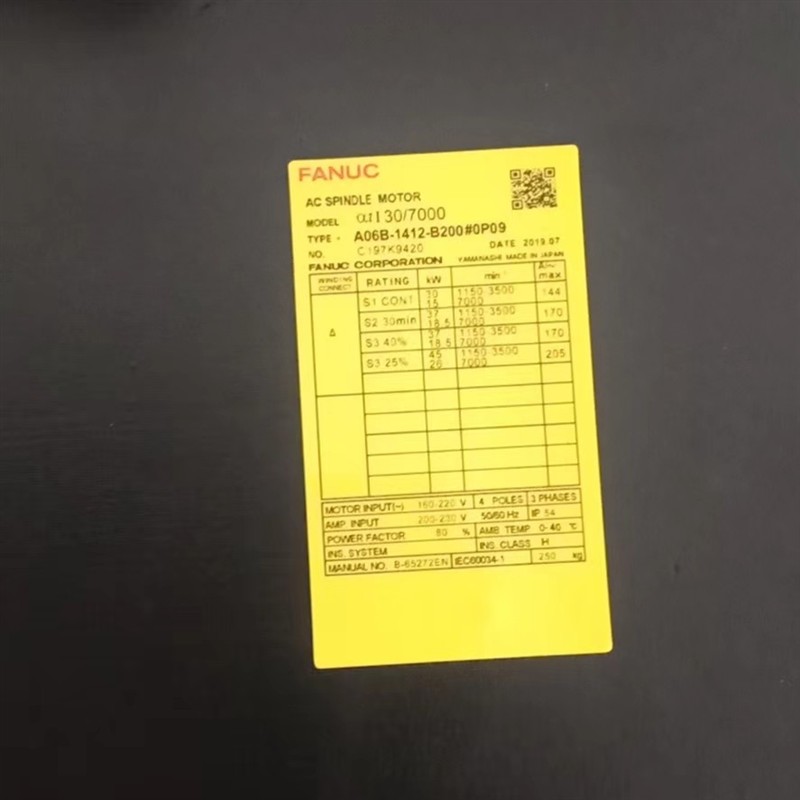 FANUC
AC SPINDLE MOTOR
MODEL αiI 30/7000
TYPE A06B-1412-B200#0P09
NO. C197K9420 DATE 2019.07
FANUC CORPORATION YAMANASHI MADE IN JAPAN
WINDING CONNECT RATING kW min⁻¹ A(~) max
Δ
S1 CONT 30 1150-3500 144
15 7000
S2 30min 37 1150-3500 170
18.5 7000
S3 40% 37 1150-3500 170
18.5 7000
S3 25% 45 1150-3500 205
26 7000
MOTOR INPUT(~) 160-220 V 4 POLES 3 PHASES
AMP INPUT 200-230 V 50/60 Hz IP 54
POWER FACTOR 80 % AMB TEMP 0-40 ℃
INS. SYSTEM INS. CLASS H
MANUAL NO. B-65272EN IEC60034-1 250 kg